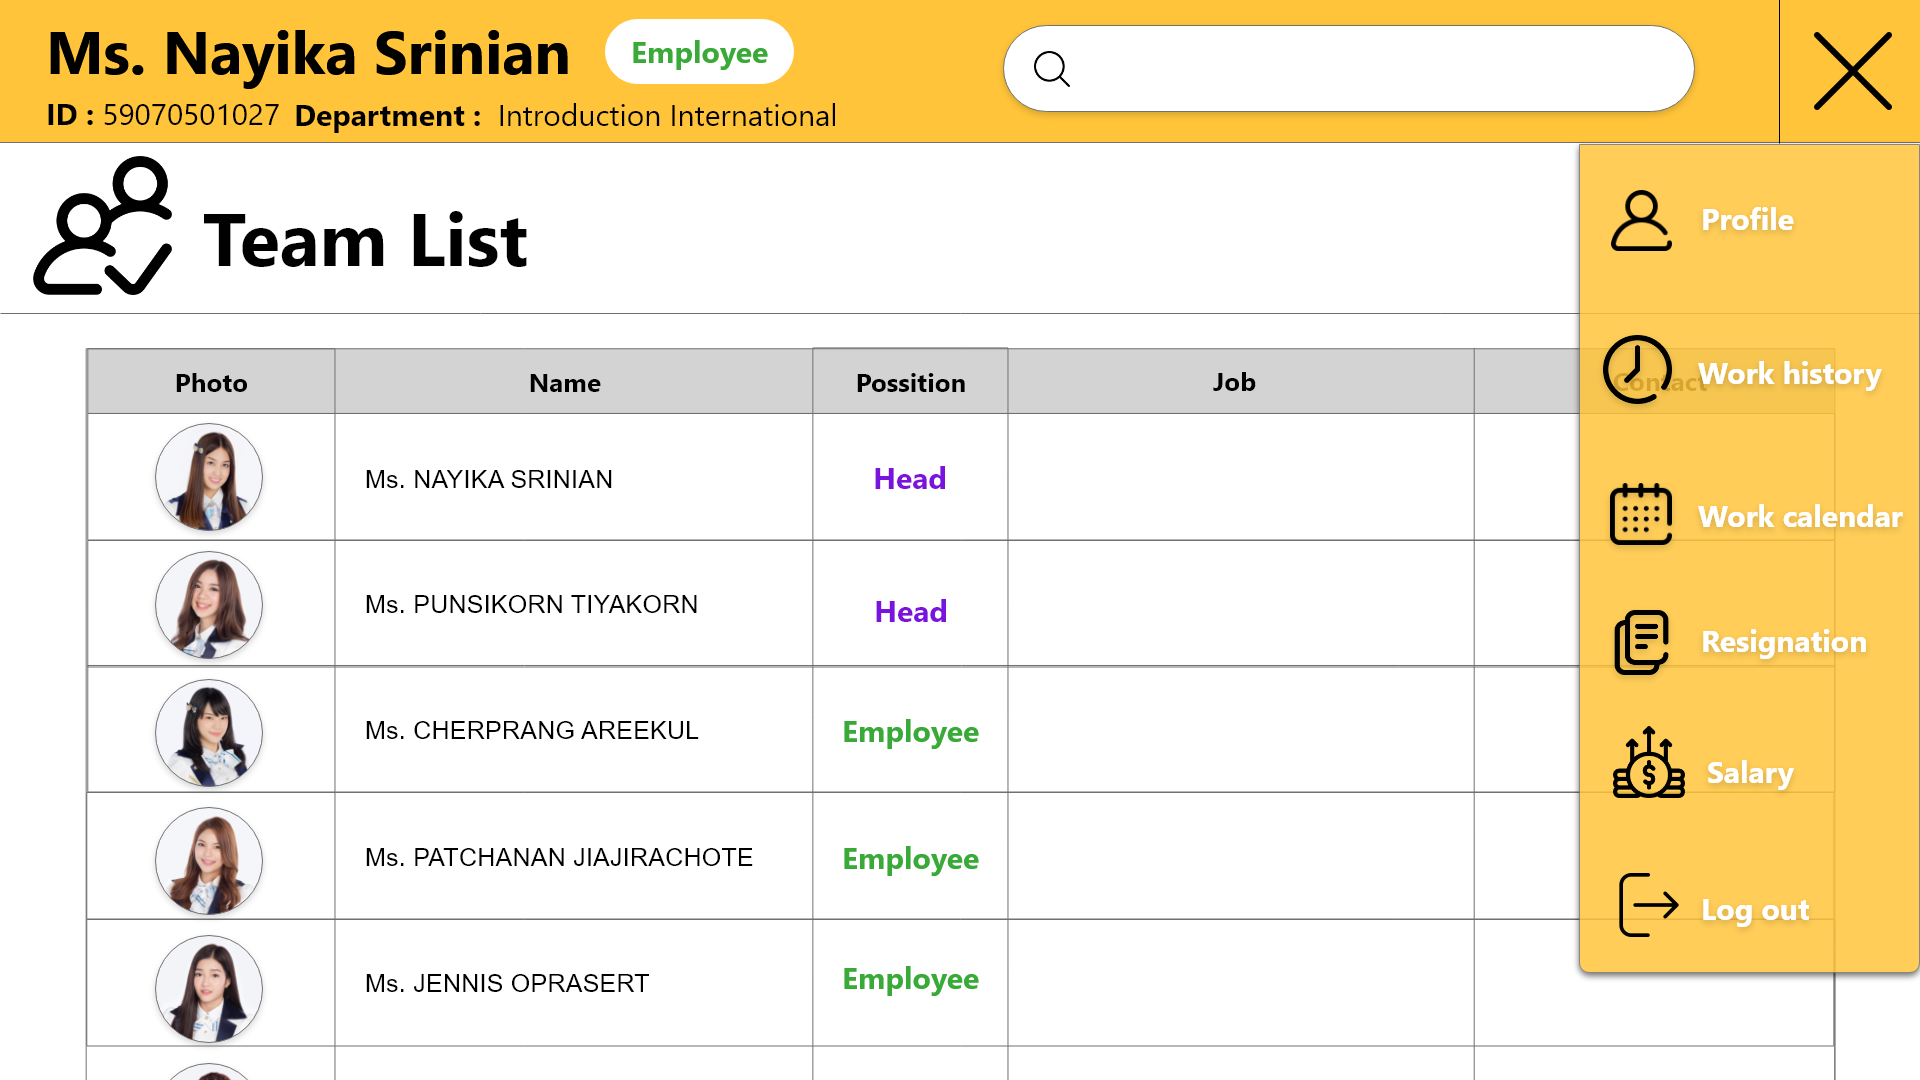 Ms. Nayika Srinian Employee
ID : 59070501027 Department : Introduction International
Team List
Profile
Work history
Work calendar
Resignation
Salary
Log out
Photo Name Possition Job Contact
Ms. NAYIKA SRINIAN Head
Ms. PUNSIKORN TIYAKORN Head
Ms. CHERPRANG AREEKUL Employee
Ms. PATCHANAN JIAJIRACHOTE Employee
Ms. JENNIS OPRASERT Employee